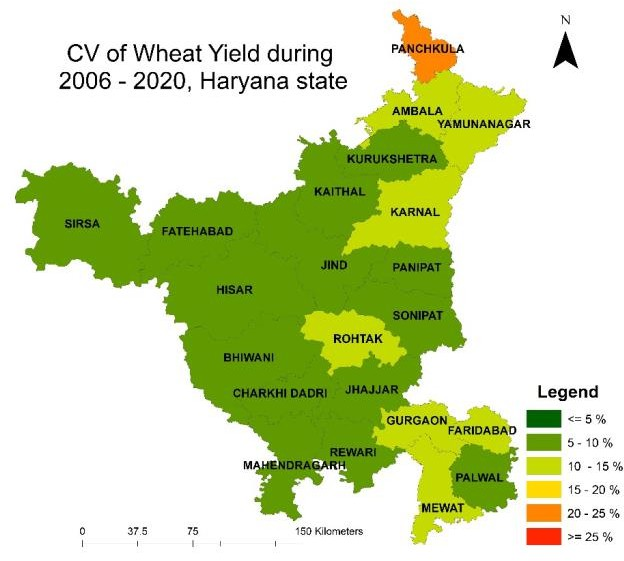 CV of Wheat Yield during
2006 - 2020, Haryana state
N
PANCHKULA
AMBALA
YAMUNANAGAR
KURUKSHETRA
KAITHAL
KARNAL
SIRSA
FATEHABAD
JIND
PANIPAT
HISAR
SONIPAT
ROHTAK
BHIWANI
CHARKHI DADRI
JHAJJAR
GURGAON
FARIDABAD
REWARI
MAHENDRAGARH
PALWAL
MEWAT
Legend
<= 5 %
5 - 10 %
10 - 15 %
15 - 20 %
20 - 25 %
>= 25 %
0 37.5 75 150 Kilometers